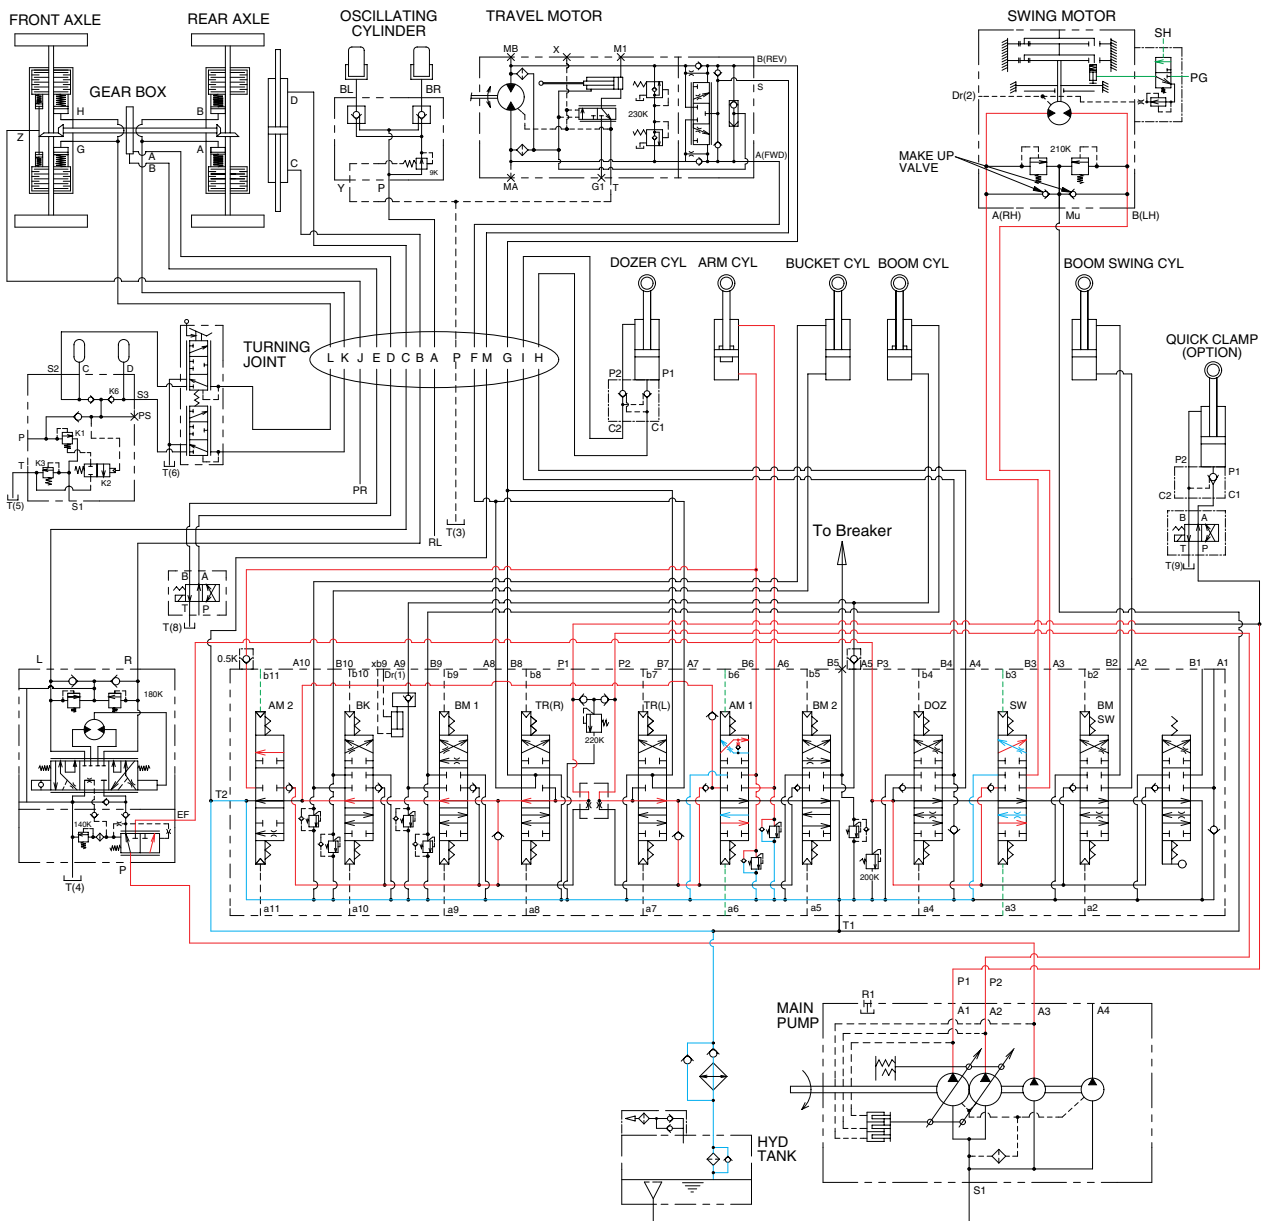 FRONT AXLE
REAR AXLE
OSCILLATING
CYLINDER
TRAVEL MOTOR
SWING MOTOR
MB
X
M1
B(REV)
SH
PG
GEAR BOX
BL
BR
S
D
H
B
230K
Dr(2)
Z
G
A
A
B
C
9K
Y
P
A(FWD)
MA
G1
T
210K
MAKE UP
VALVE
A(RH)
Mu
B(LH)
DOZER CYL
ARM CYL
BUCKET CYL
BOOM CYL
BOOM SWING CYL
QUICK CLAMP
(OPTION)
TURNING
JOINT
L K J E D C B A P F M G I H
S2
C
D
K6
S3
PS
P
K1
T
K3
K2
T(5)
S1
T(6)
P2
P1
C2
C1
P2
P1
C2
C1
B
A
T
P
T(9)
PR
RL
T(3)
To Breaker
B
A
T
P
T(8)
L
R
0.5K
A10
B10
xb9
A9
B9
A8
B8
P1
P2
B7
A7
B6
A6
B5
A5
P3
B4
A4
B3
A3
B2
A2
B1
A1
b11
b10
Dr(1)
b9
b8
b7
b6
b5
b4
b3
b2
180K
AM 2
BK
BM 1
TR(R)
TR(L)
AM 1
BM 2
DOZ
SW
BM
SW
220K
T2
EF
140K
P
T(4)
200K
a11
a10
a9
a8
a7
a6
a5
a4
a3
a2
T1
P1
P2
R1
MAIN
PUMP
A1
A2
A3
A4
HYD
TANK
S1